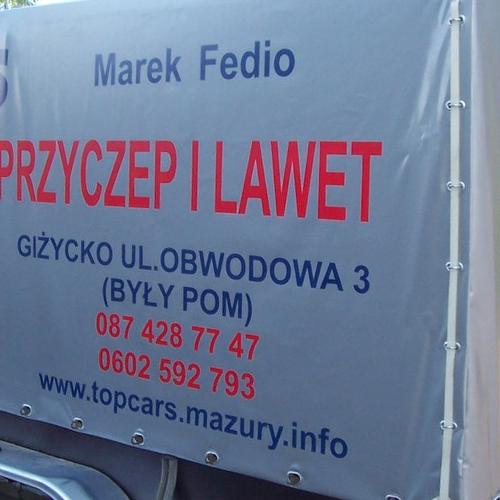 Marek Fedio
PRZYCZEP I LAWET
GIŻYCKO UL.OBWODOWA 3
(BYŁY POM)
087 428 77 47
0602 592 793
www.topcars.mazury.info